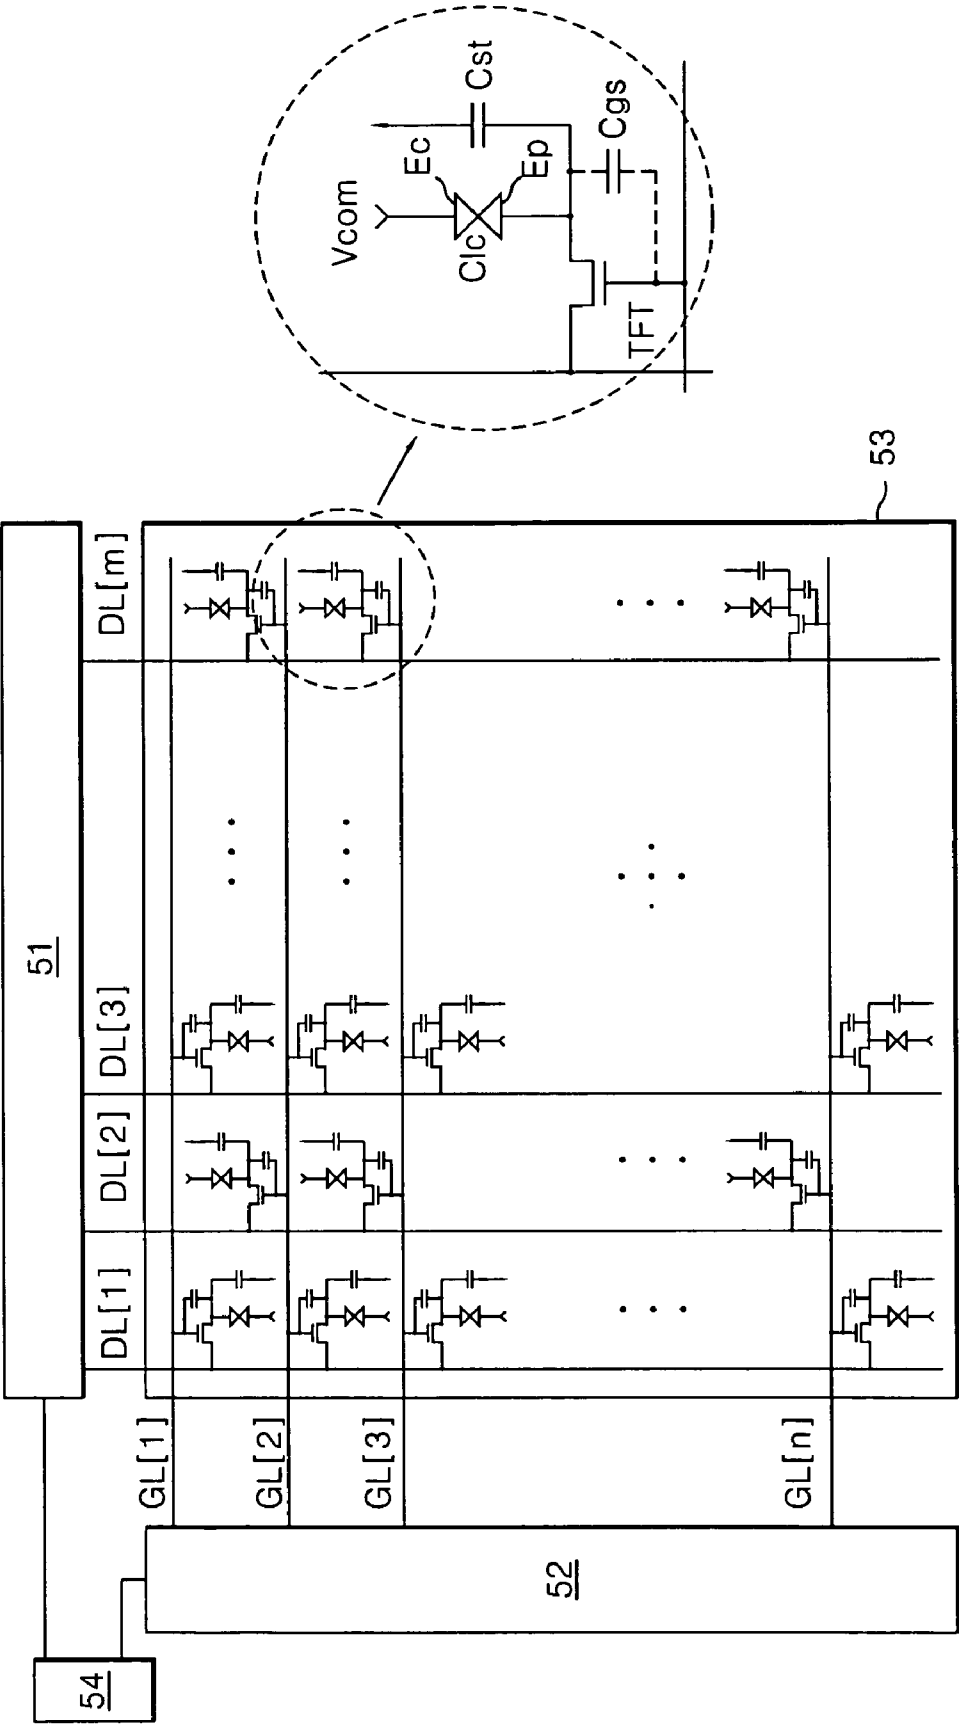 54
51
52
53
DL[1]
DL[2]
DL[3]
DL[m]
GL[1]
GL[2]
GL[3]
GL[n]
Vcom
Ec
Clc
Ep
Cst
Cgs
TFT